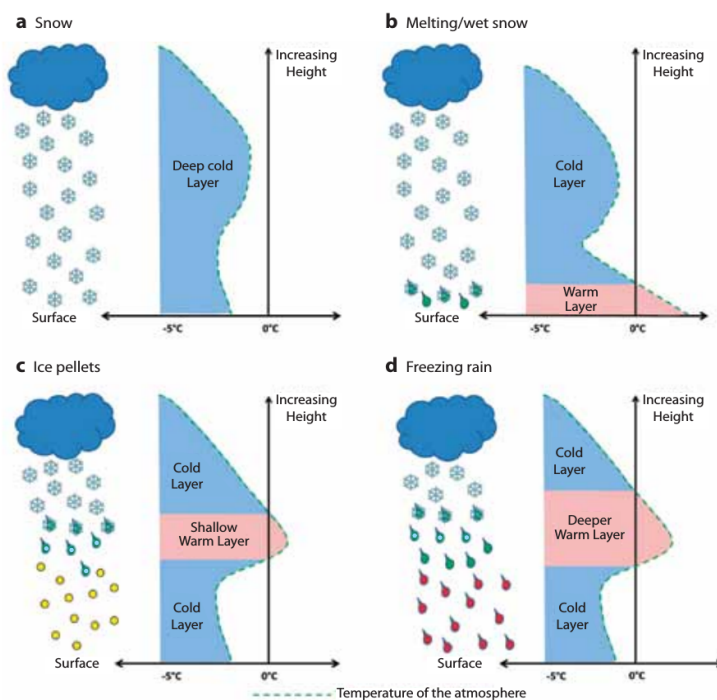 a Snow
Increasing
Height
Deep cold
Layer
Surface
-5°C
0°C
b Melting/wet snow
Increasing
Height
Cold
Layer
Warm
Layer
Surface
-5°C
0°C
c Ice pellets
Increasing
Height
Cold
Layer
Shallow
Warm Layer
Cold
Layer
Surface
-5°C
0°C
d Freezing rain
Increasing
Height
Cold
Layer
Deeper
Warm Layer
Cold
Layer
Surface
-5°C
0°C
Temperature of the atmosphere